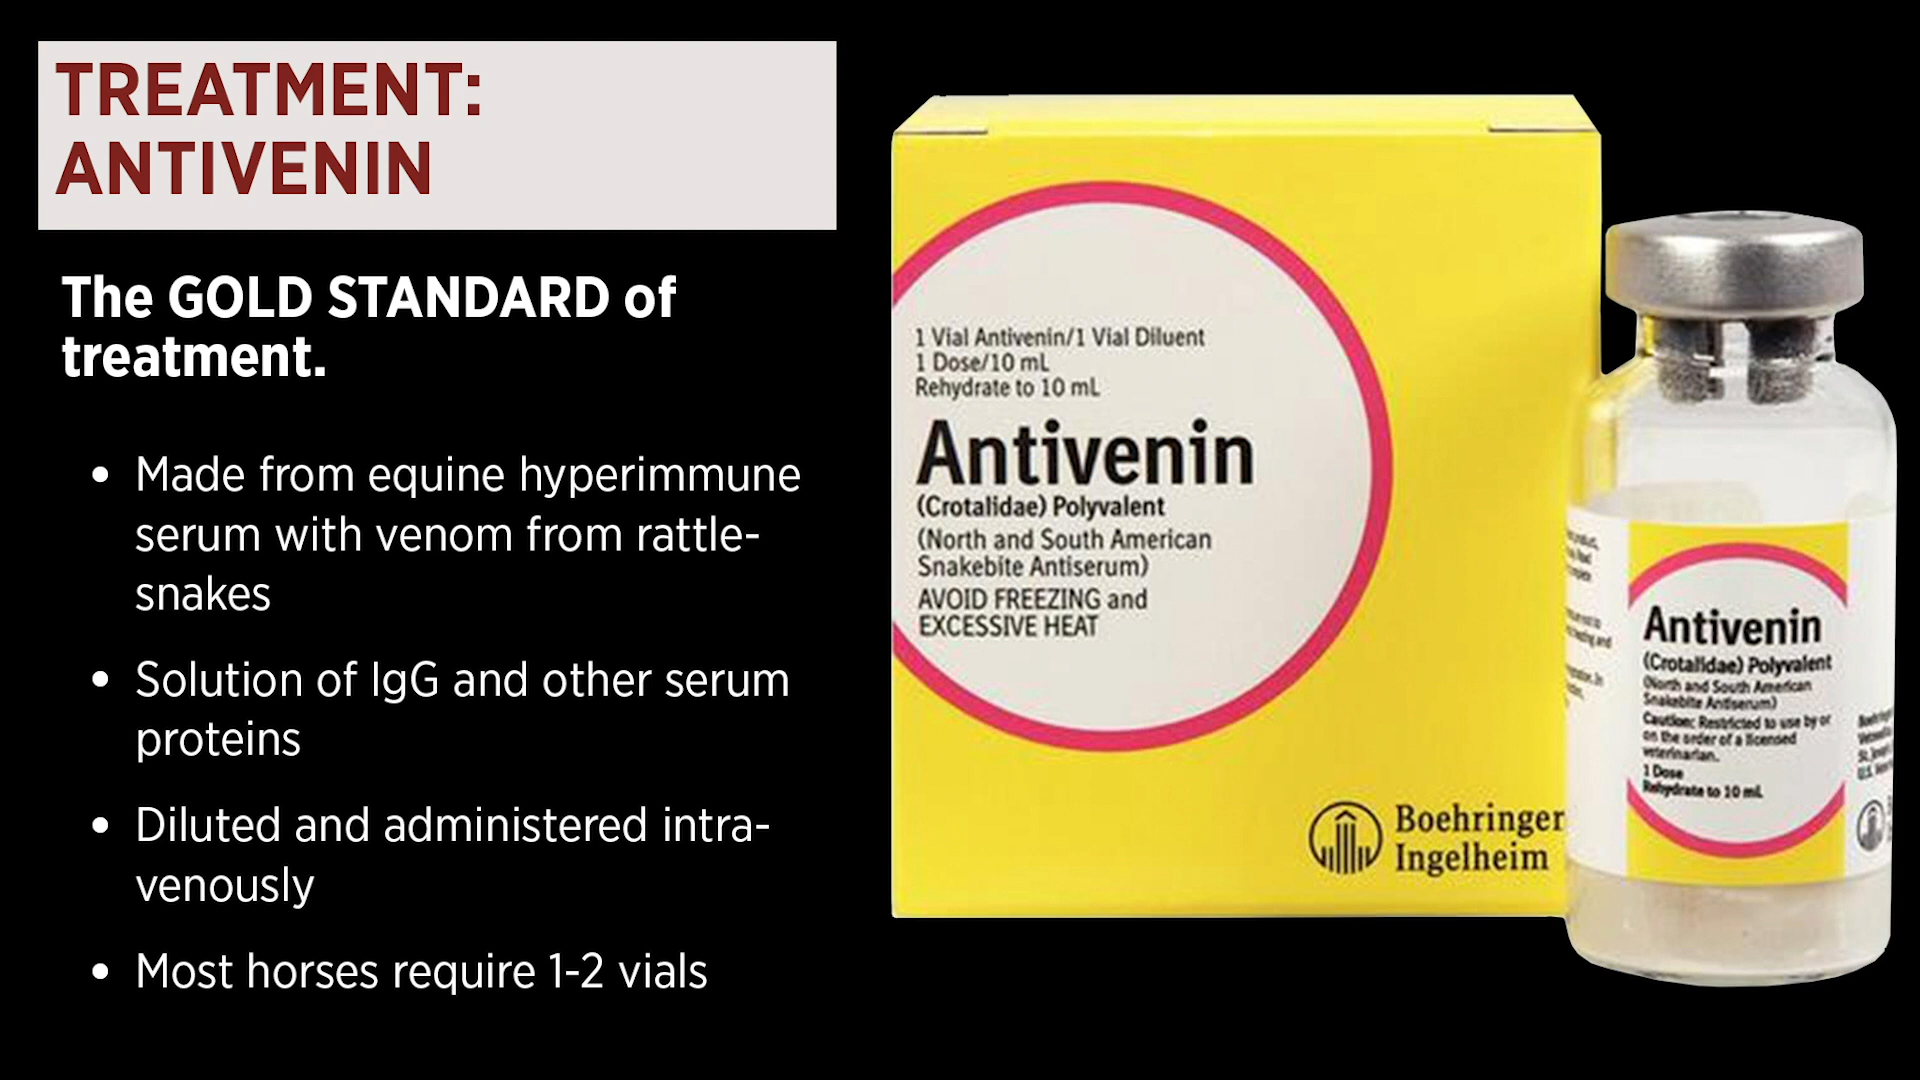 TREATMENT:
ANTIVENIN
The GOLD STANDARD of
treatment.
• Made from equine hyperimmune
serum with venom from rattle-
snakes
• Solution of IgG and other serum
proteins
• Diluted and administered intra-
venously
• Most horses require 1-2 vials
1 Vial Antivenin/1 Vial Diluent
1 Dose/10 mL
Rehydrate to 10 mL
Antivenin
(Crotalidae) Polyvalent
(North and South American
Snakebite Antiserum)
AVOID FREEZING and
EXCESSIVE HEAT
Boehringer
Ingelheim
Antivenin
(Crotalidae) Polyvalent
(North and South American
Snakebite Antiserum)
Caution: Restricted to use by or
on the order of a licensed
veterinarian.
1 Dose
Rehydrate to 10 mL